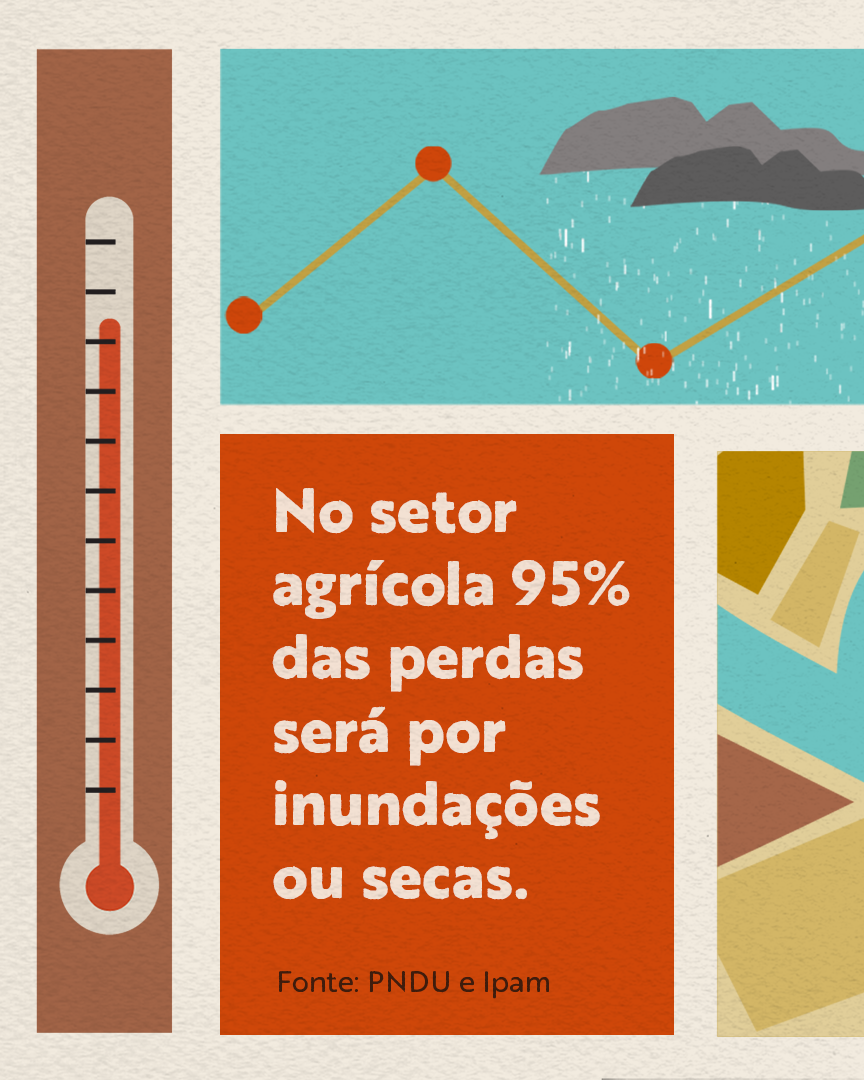 No setor
agrícola 95%
das perdas
será por
inundações
ou secas.
Fonte: PNDU e Ipam